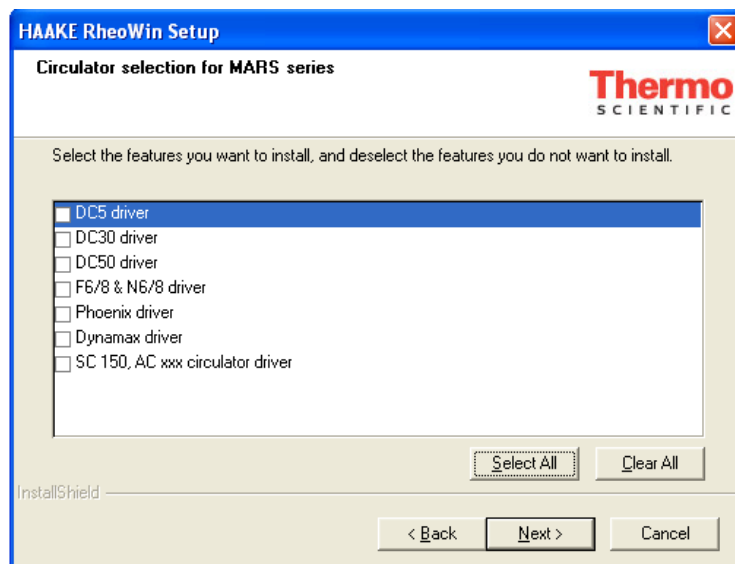 HAAKE RheoWin Setup
Circulator selection for MARS series
Thermo
SCIENTIFIC
Select the features you want to install, and deselect the features you do not want to install.
DC5 driver
DC30 driver
DC50 driver
F6/8 & N6/8 driver
Phoenix driver
Dynamax driver
SC 150, AC xxx circulator driver
Select All Clear All
InstallShield
< Back Next > Cancel